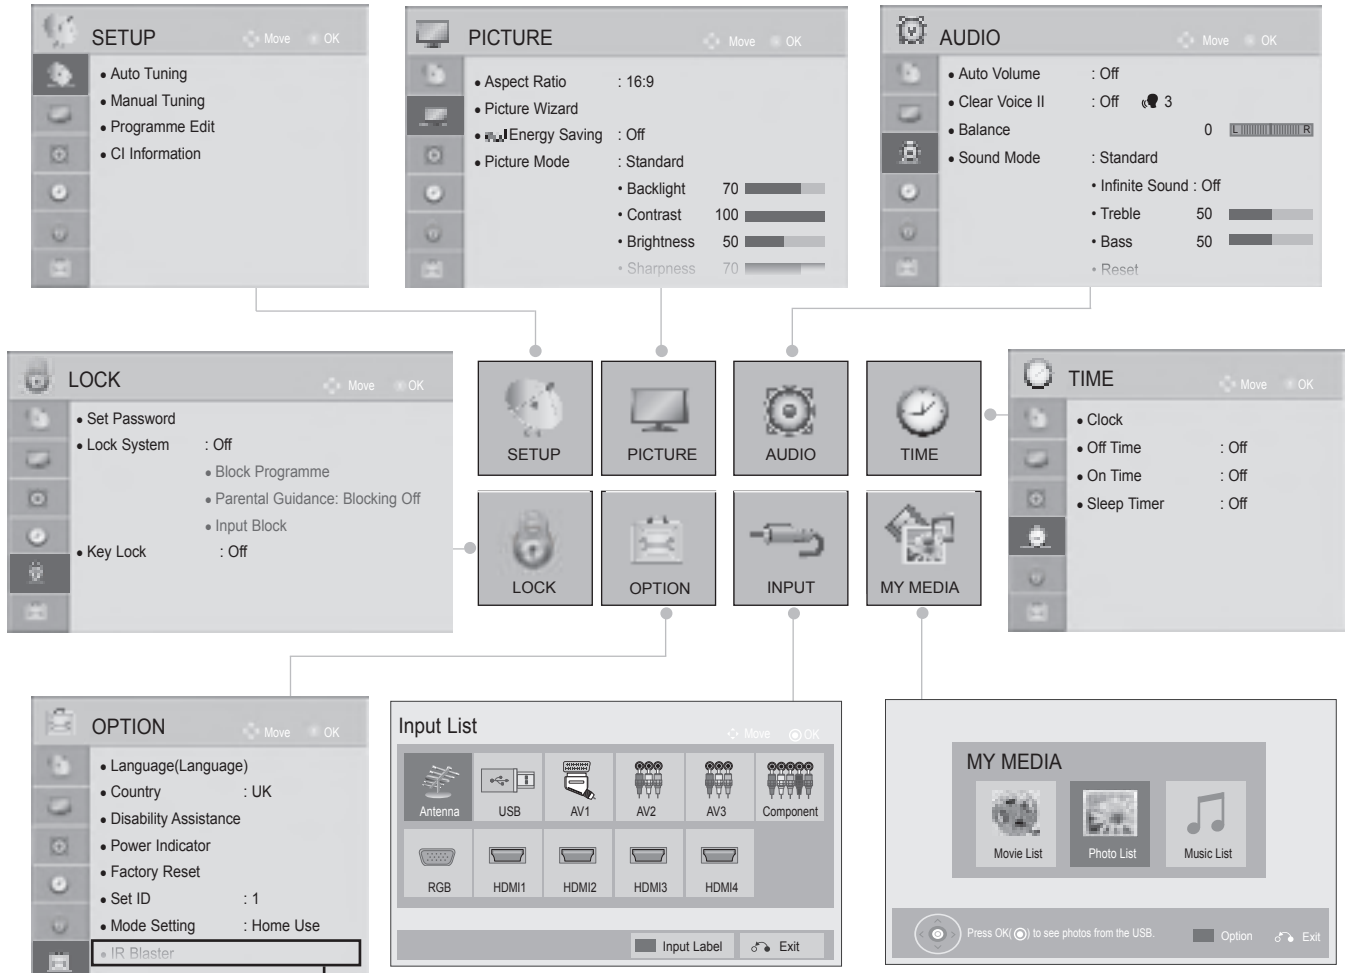 SETUP
Move OK
• Auto Tuning
• Manual Tuning
• Programme Edit
• CI Information
PICTURE
Move OK
• Aspect Ratio : 16:9
• Picture Wizard
• Energy Saving : Off
• Picture Mode : Standard
• Backlight 70
• Contrast 100
• Brightness 50
• Sharpness 70
AUDIO
Move OK
• Auto Volume : Off
• Clear Voice II : Off 3
• Balance 0 L R
• Sound Mode : Standard
• Infinite Sound : Off
• Treble 50
• Bass 50
• Reset
LOCK
Move OK
• Set Password
• Lock System : Off
• Block Programme
• Parental Guidance: Blocking Off
• Input Block
• Key Lock : Off
SETUP
PICTURE
AUDIO
TIME
LOCK
OPTION
INPUT
MY MEDIA
TIME
Move OK
• Clock
• Off Time : Off
• On Time : Off
• Sleep Timer : Off
OPTION
Move OK
• Language(Language)
• Country : UK
• Disability Assistance
• Power Indicator
• Factory Reset
• Set ID : 1
• Mode Setting : Home Use
• IR Blaster
Input List
Move OK
Antenna USB AV1 AV2 AV3 Component
RGB HDMI1 HDMI2 HDMI3 HDMI4
Input Label Exit
MY MEDIA
Movie List Photo List Music List
Press OK(◉) to see photos from the USB.
Option Exit